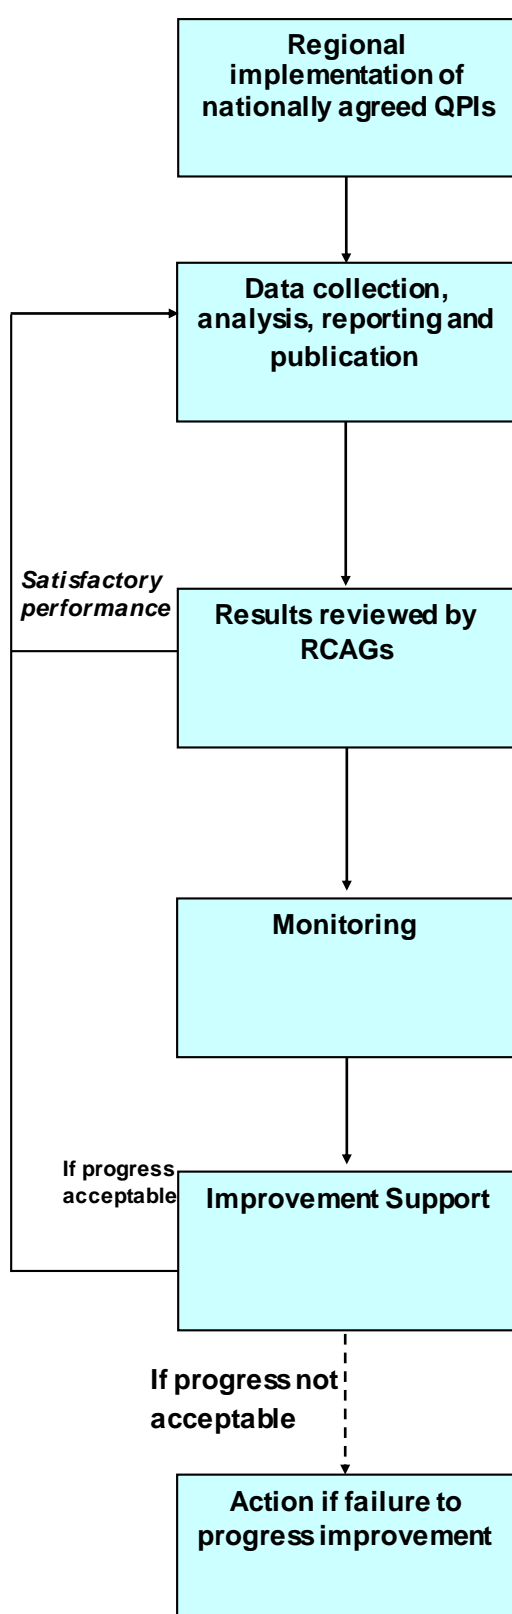 Regional
implementation of
nationally agreed QPIs
Data collection,
analysis, reporting and
publication
Satisfactory
performance
Results reviewed by
RCAGs
Monitoring
If progress
acceptable
Improvement Support
If progress not
acceptable
Action if failure to
progress improvement